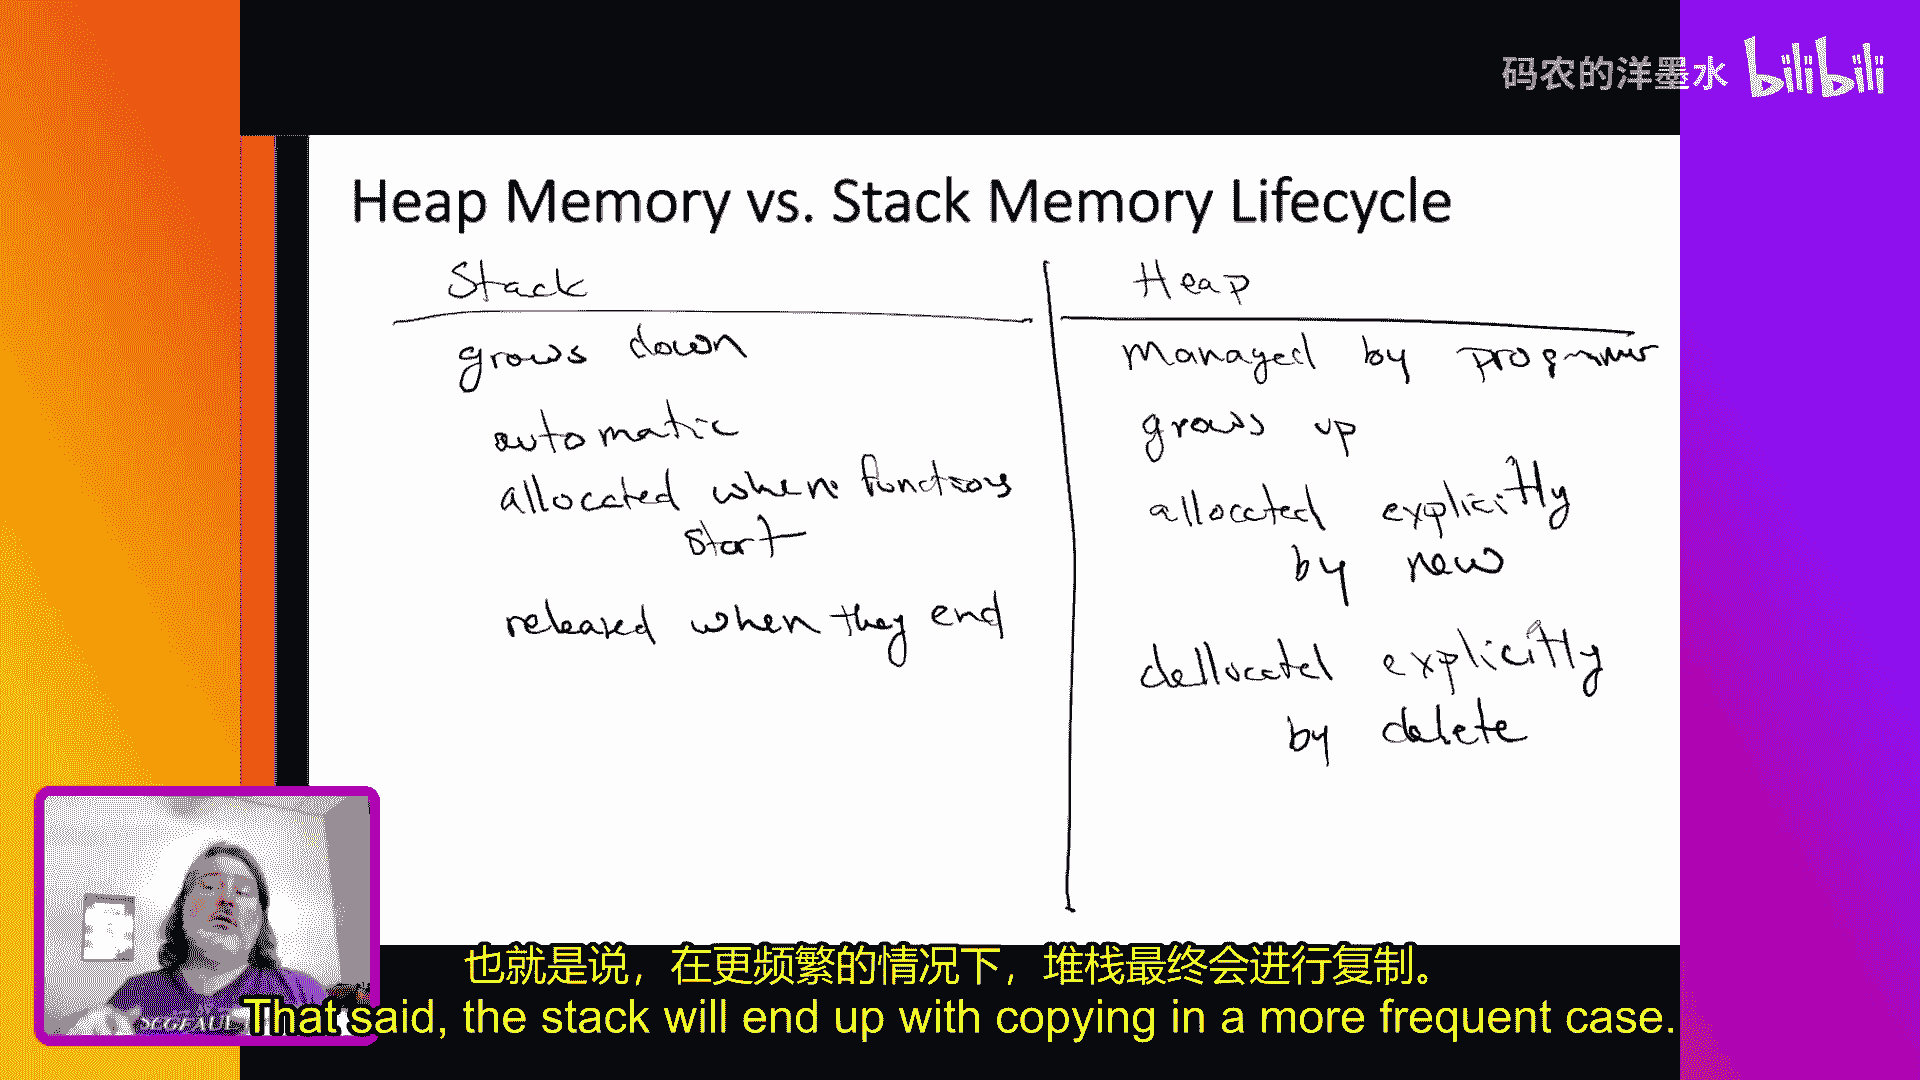 码农的洋墨水 bilibili
Heap Memory vs. Stack Memory Lifecycle
Stack
grows down
automatic
allocated when functions
start
released when they end
Heap
managed by
grows up
allocated explicitly
by new
dellocated explicitly
by delete
也就是说，在更频繁的情况下，堆栈最终会进行复制。
That said, the stack will end up with copying in a more frequent case.